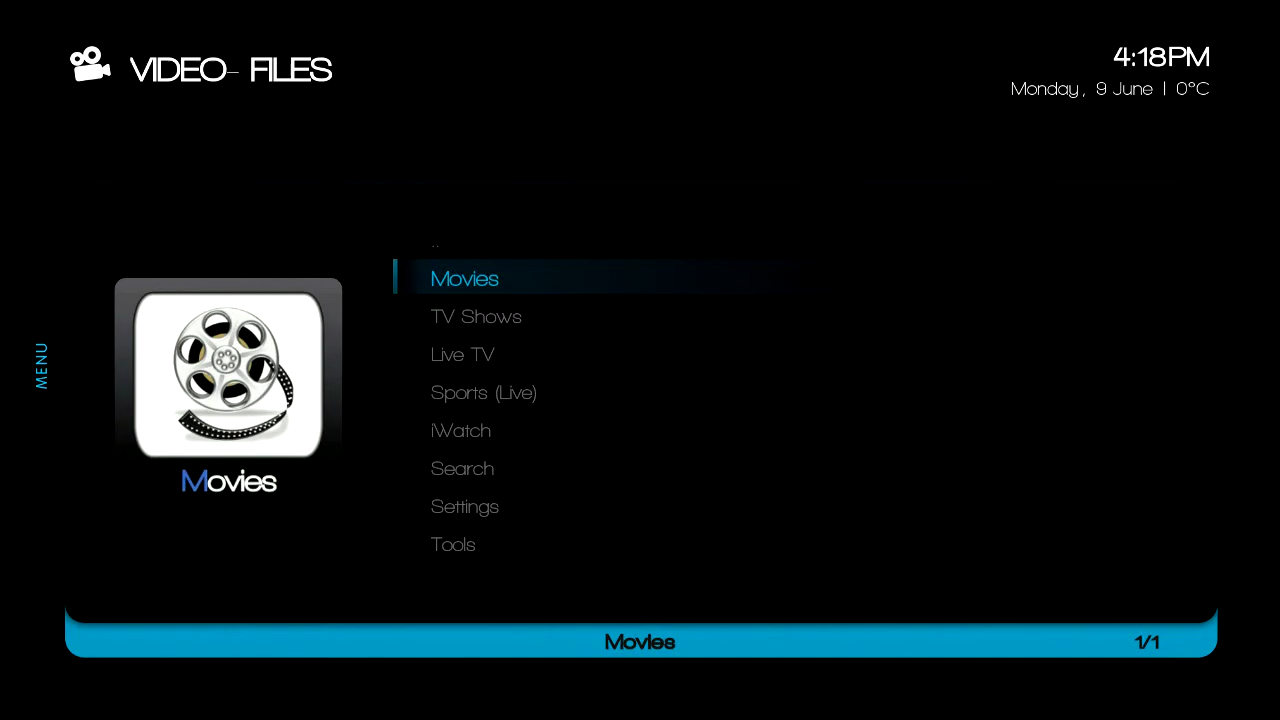 VIDEO- FILES
4:18PM
Monday, 9 June | 0°C
MENU
..
Movies
TV Shows
Live TV
Sports (Live)
iWatch
Search
Settings
Tools
Movies
Movies
1/1